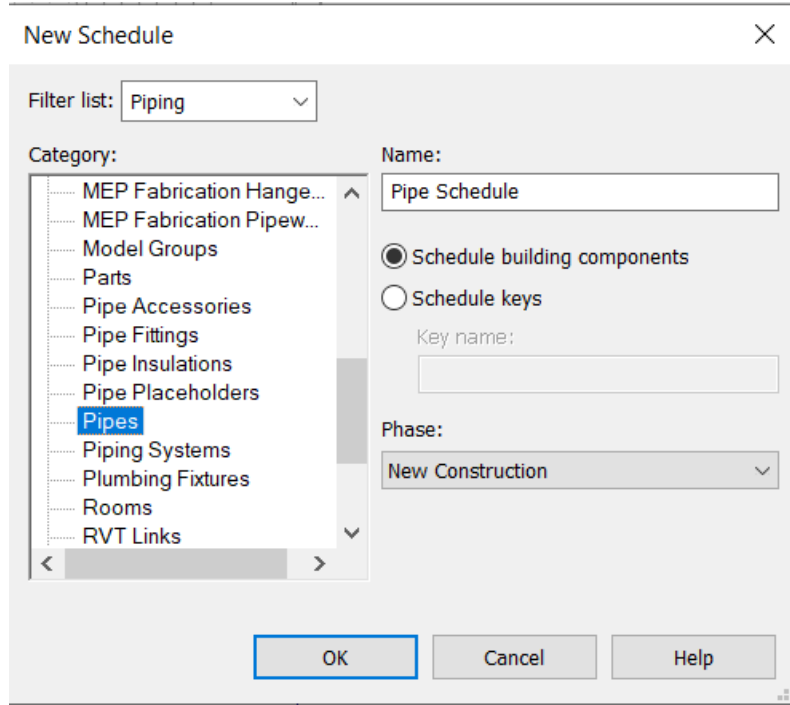 New Schedule
Filter list: Piping
Category:
MEP Fabrication Hange...
MEP Fabrication Pipew...
Model Groups
Parts
Pipe Accessories
Pipe Fittings
Pipe Insulations
Pipe Placeholders
Pipes
Piping Systems
Plumbing Fixtures
Rooms
RVT Links
Name:
Pipe Schedule
Schedule building components
Schedule keys
Key name:
Phase:
New Construction
OK Cancel Help